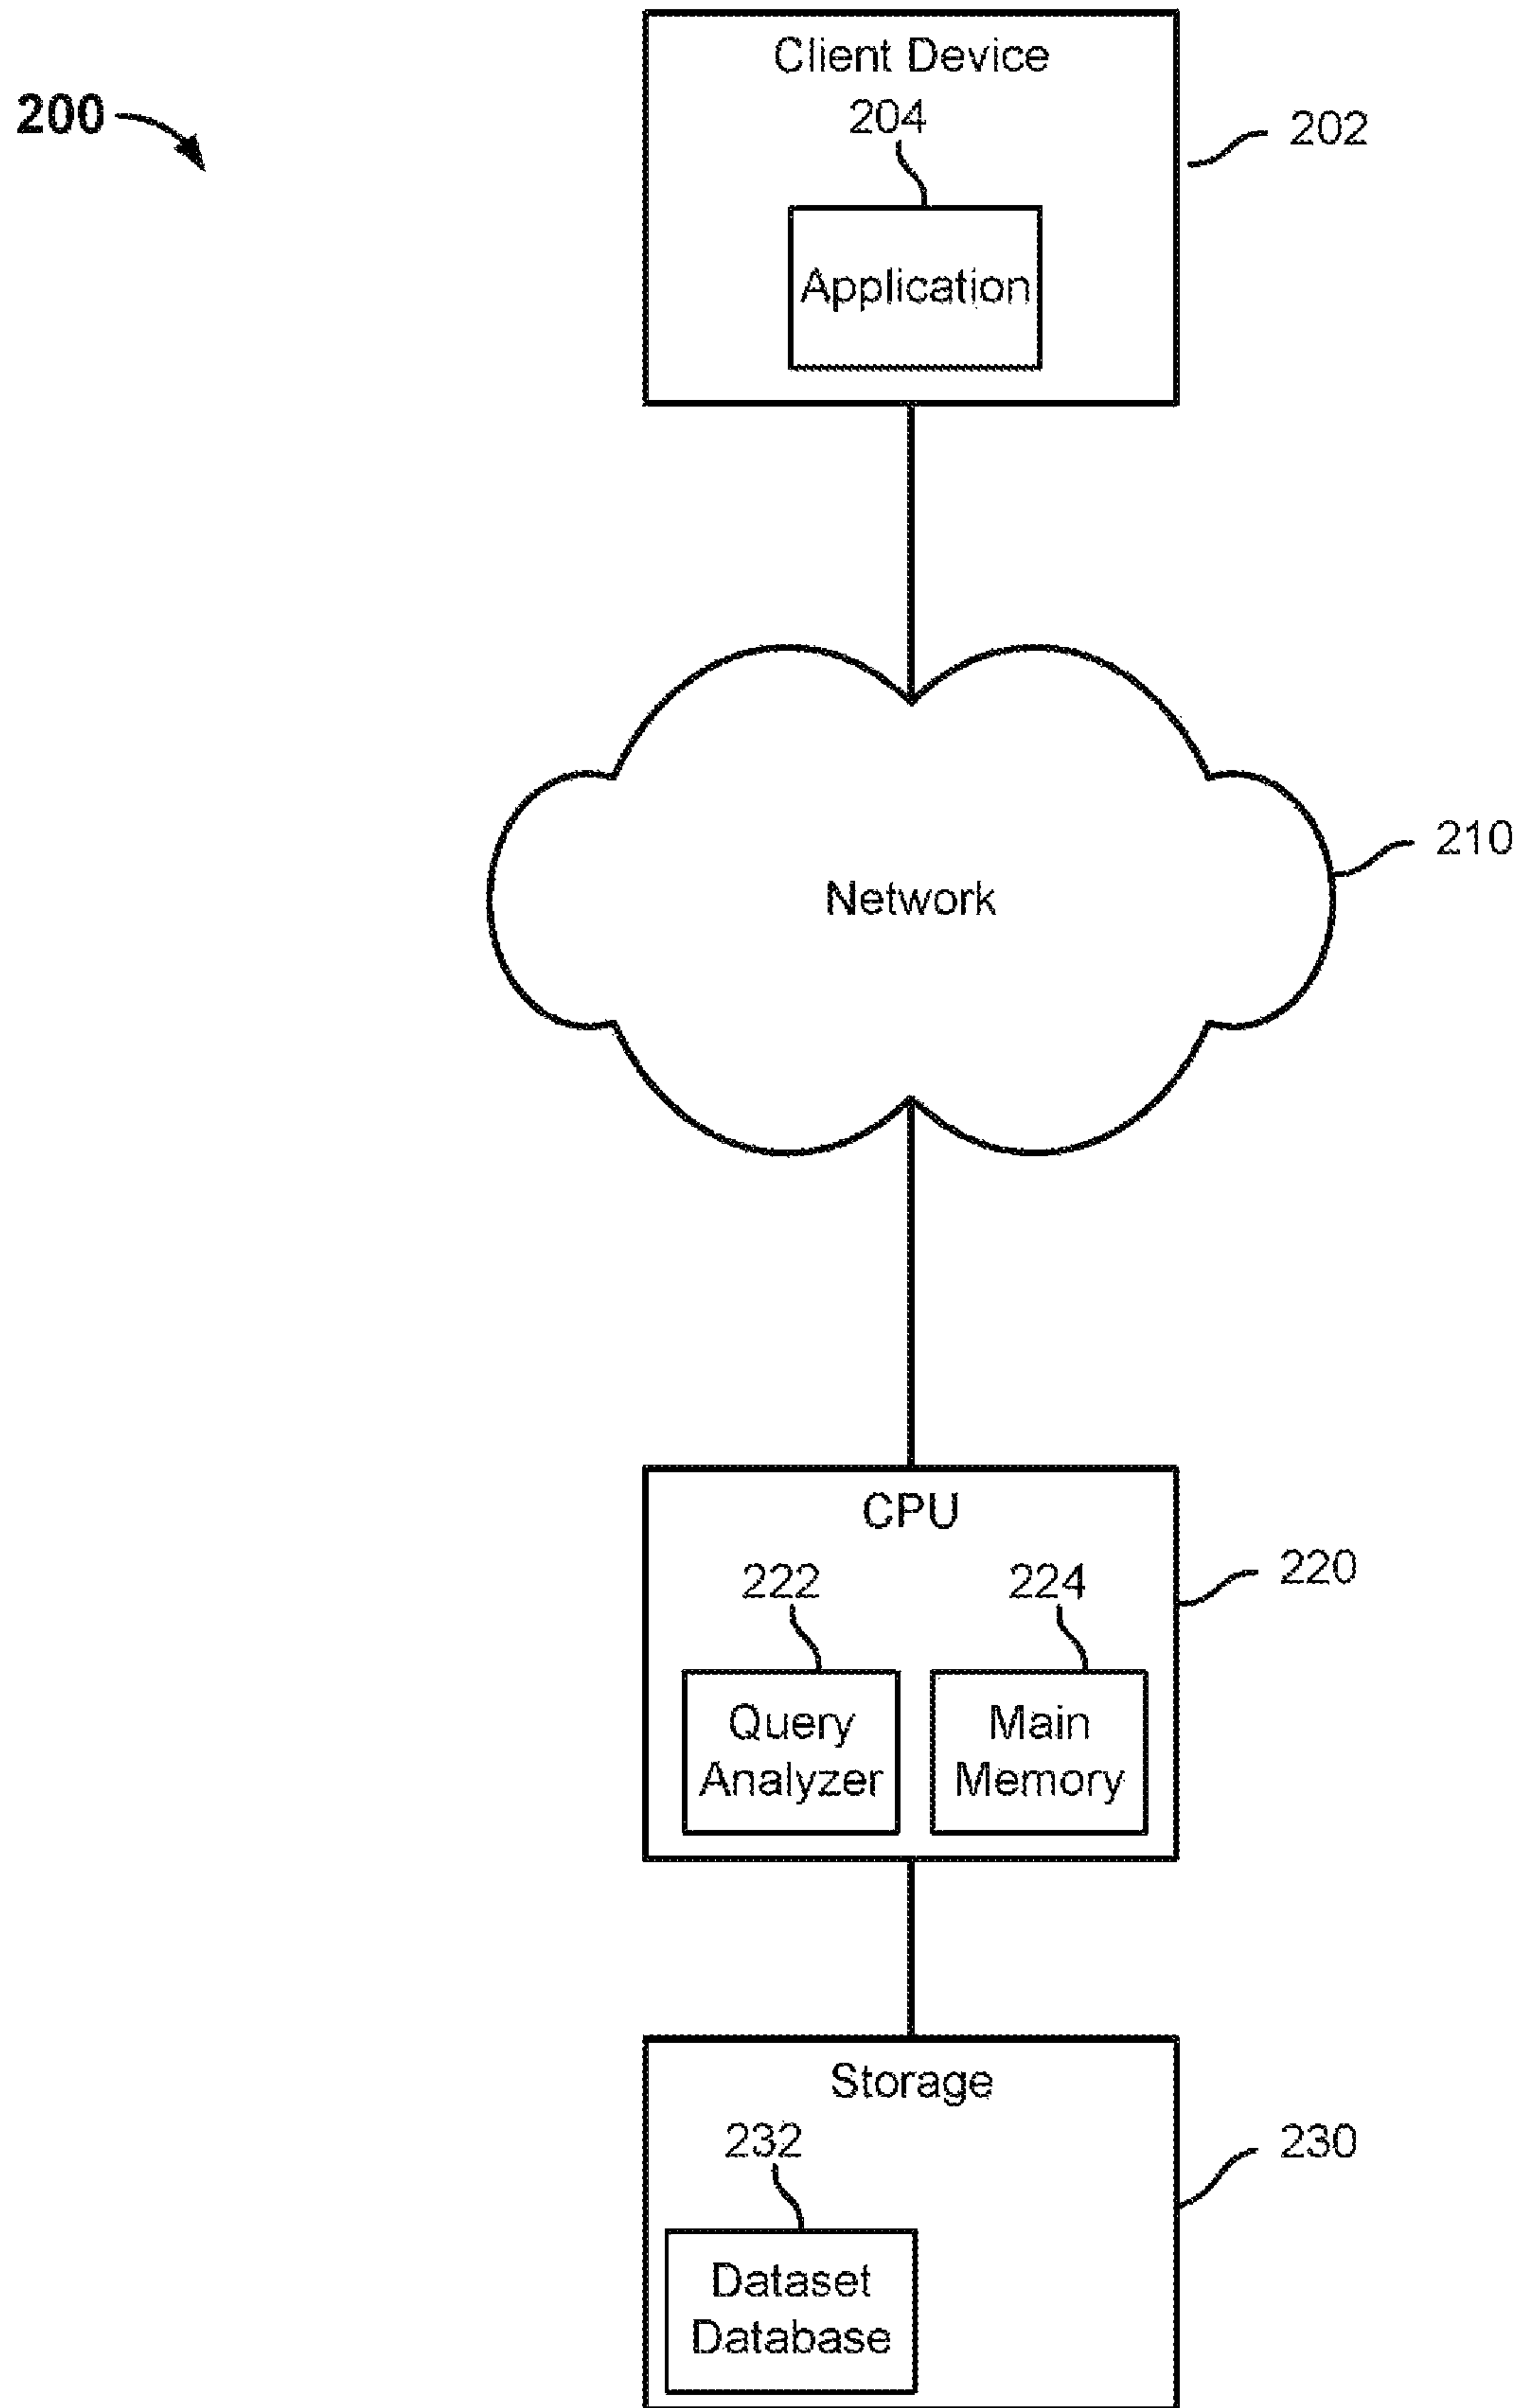 Client Device
200
204
202
Application
210
Network
CPU
222
224
220
Query
Analyzer
Main
Memory
Storage
232
230
Dataset
Database